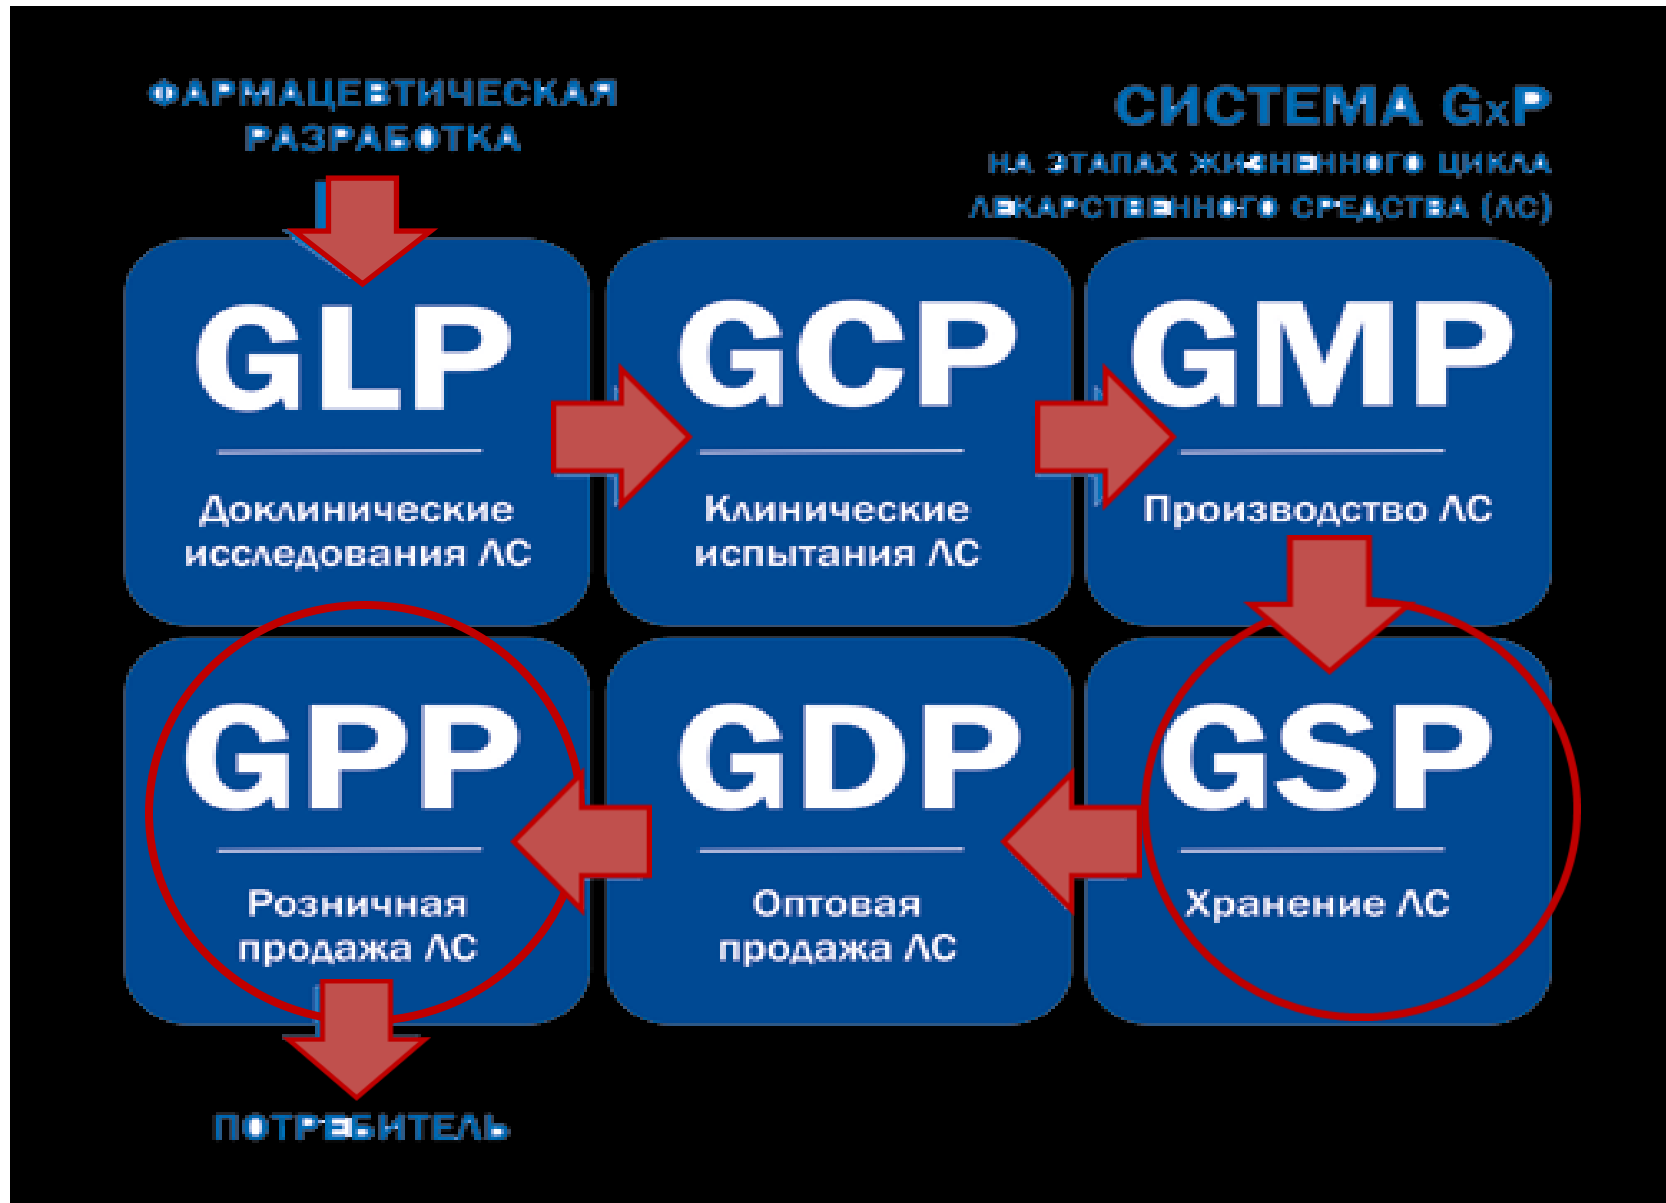 ФАРМАЦЕВТИЧЕСКАЯ
РАЗРАБОТКА
СИСТЕМА GxP
НА ЭТАПАХ ЖИЗНЕННОГО ЦИКЛА
ЛЕКАРСТВЕННОГО СРЕДСТВА (ЛС)
GLP
Доклинические
исследования ЛС
GCP
Клинические
испытания ЛС
GMP
Производство ЛС
GPP
Розничная
продажа ЛС
GDP
Оптовая
продажа ЛС
GSP
Хранение ЛС
ПОТРЕБИТЕЛЬ